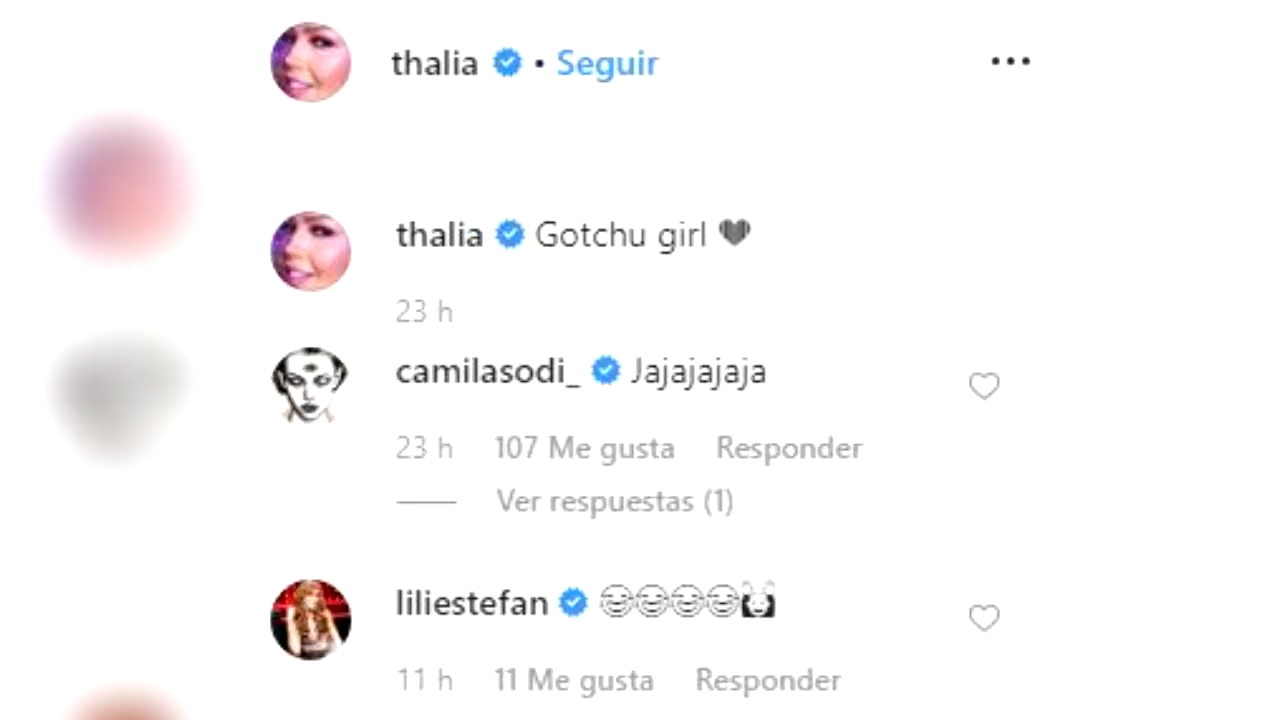 thalia • Seguir
thalia Gotchu girl 🖤
23 h
camilasodi_ Jajajajaja
23 h 107 Me gusta Responder
Ver respuestas (1)
liliestefan 😂😂😂😂🙌
11 h 11 Me gusta Responder